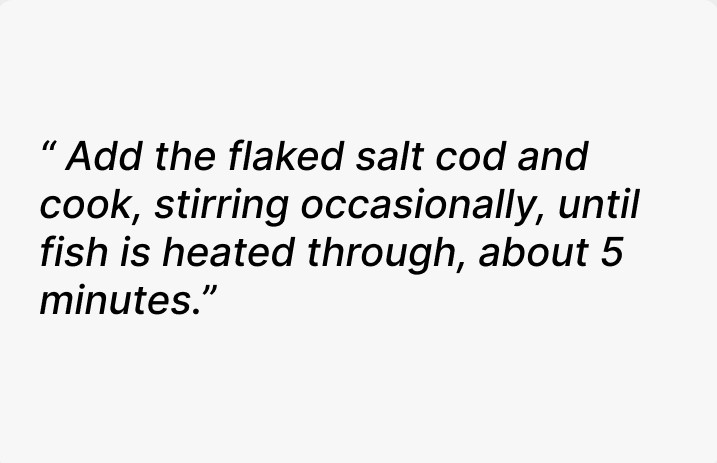 “ Add the flaked salt cod and
cook, stirring occasionally, until
fish is heated through, about 5
minutes.”